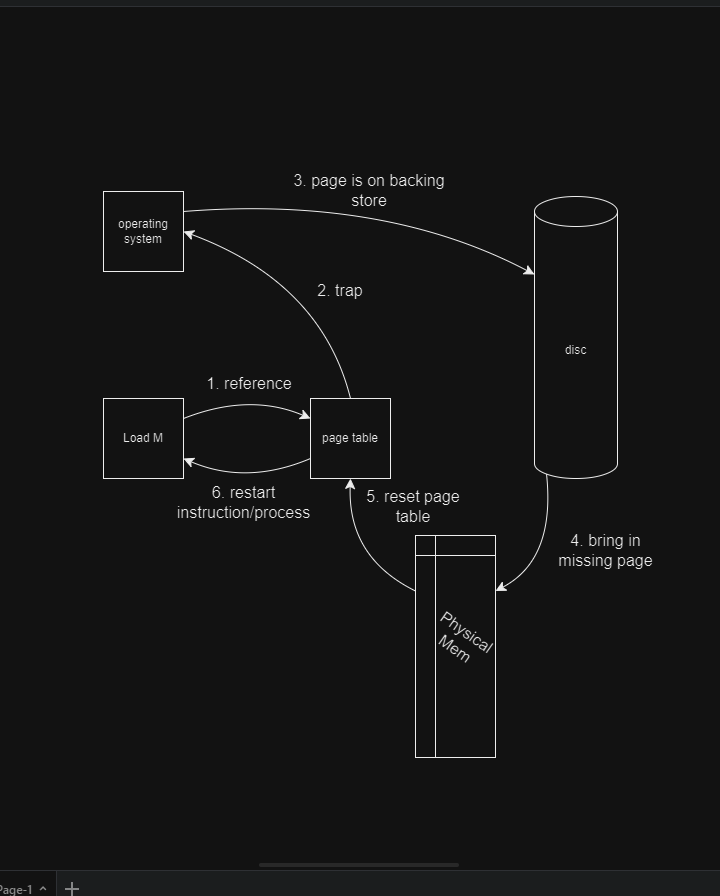 3. page is on backing
store
operating
system
2. trap
disc
1. reference
Load M
page table
6. restart
instruction/process
5. reset page
table
4. bring in
missing page
Physical
Mem
Page-1